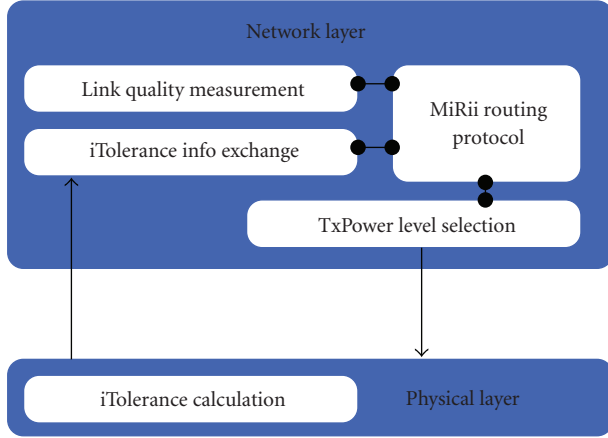 Network layer
Link quality measurement
MiRii routing
protocol
iTolerance info exchange
TxPower level selection
iTolerance calculation
Physical layer